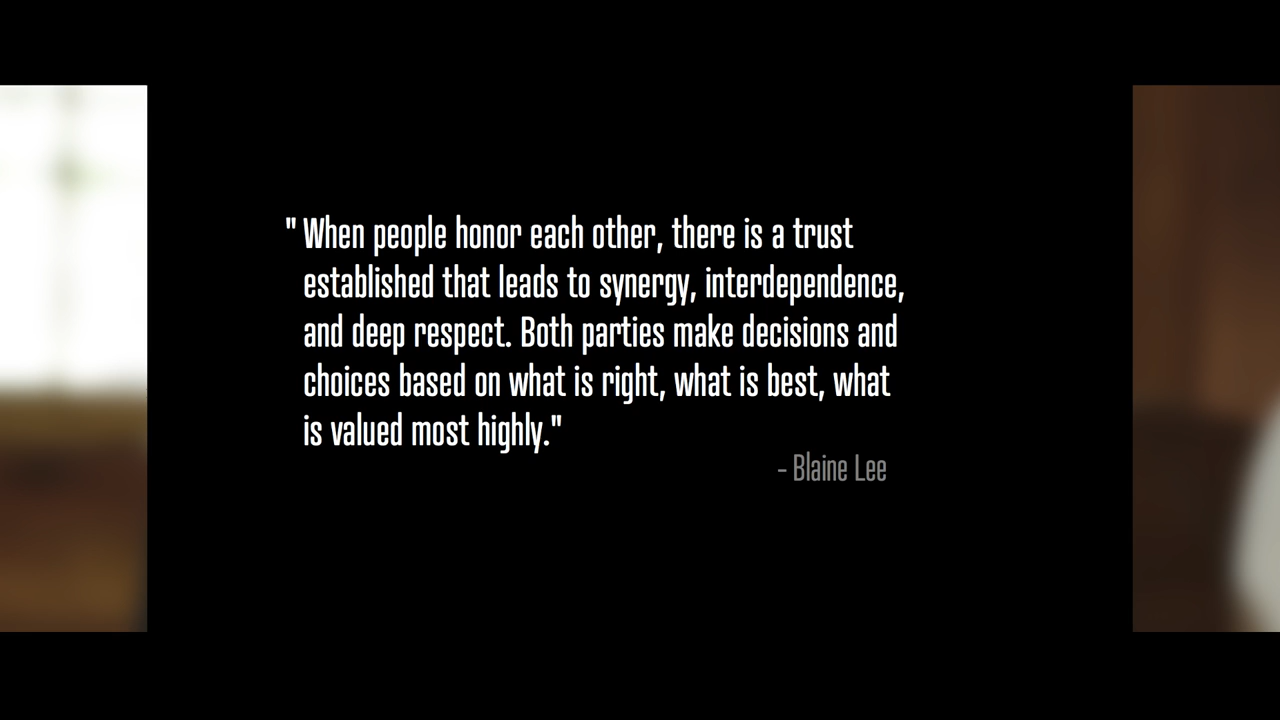 " When people honor each other, there is a trust
established that leads to synergy, interdependence,
and deep respect. Both parties make decisions and
choices based on what is right, what is best, what
is valued most highly."
- Blaine Lee